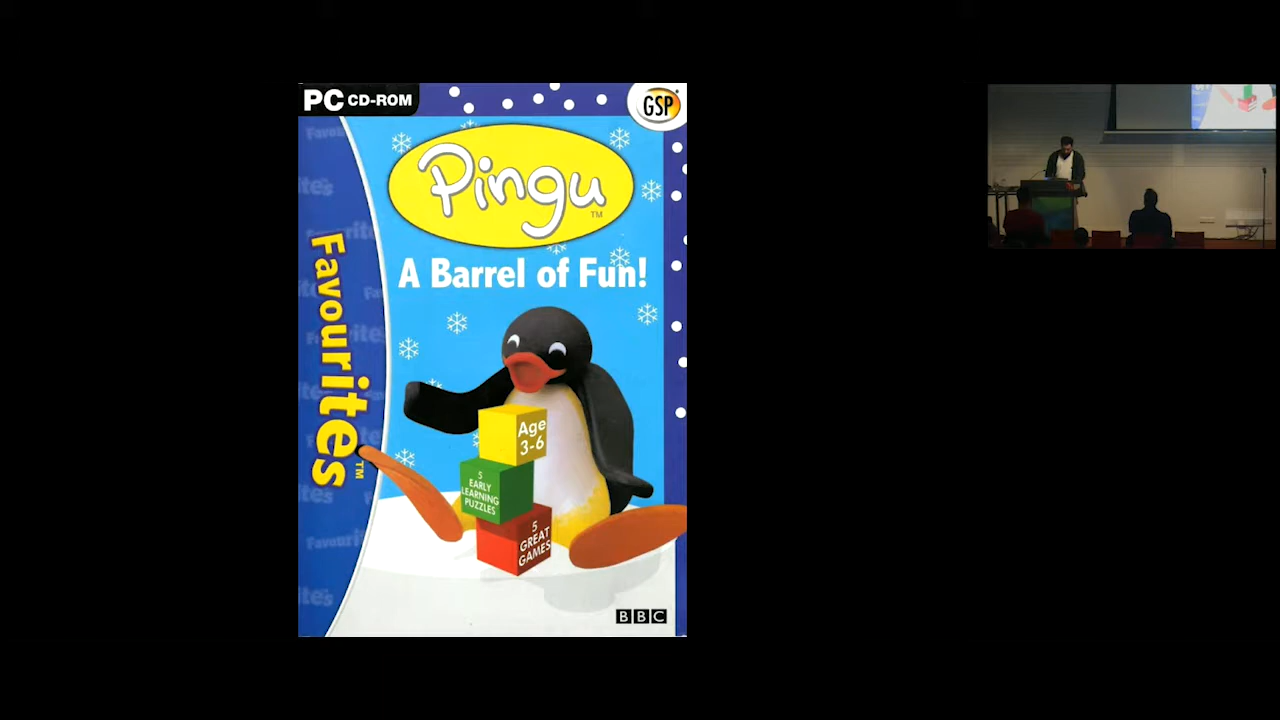 PC CD-ROM
GSP
Pingu
TM
A Barrel of Fun!
Favourites
TM
Age
3-6
5
EARLY
LEARNING
PUZZLES
5
GREAT
GAMES
BBC